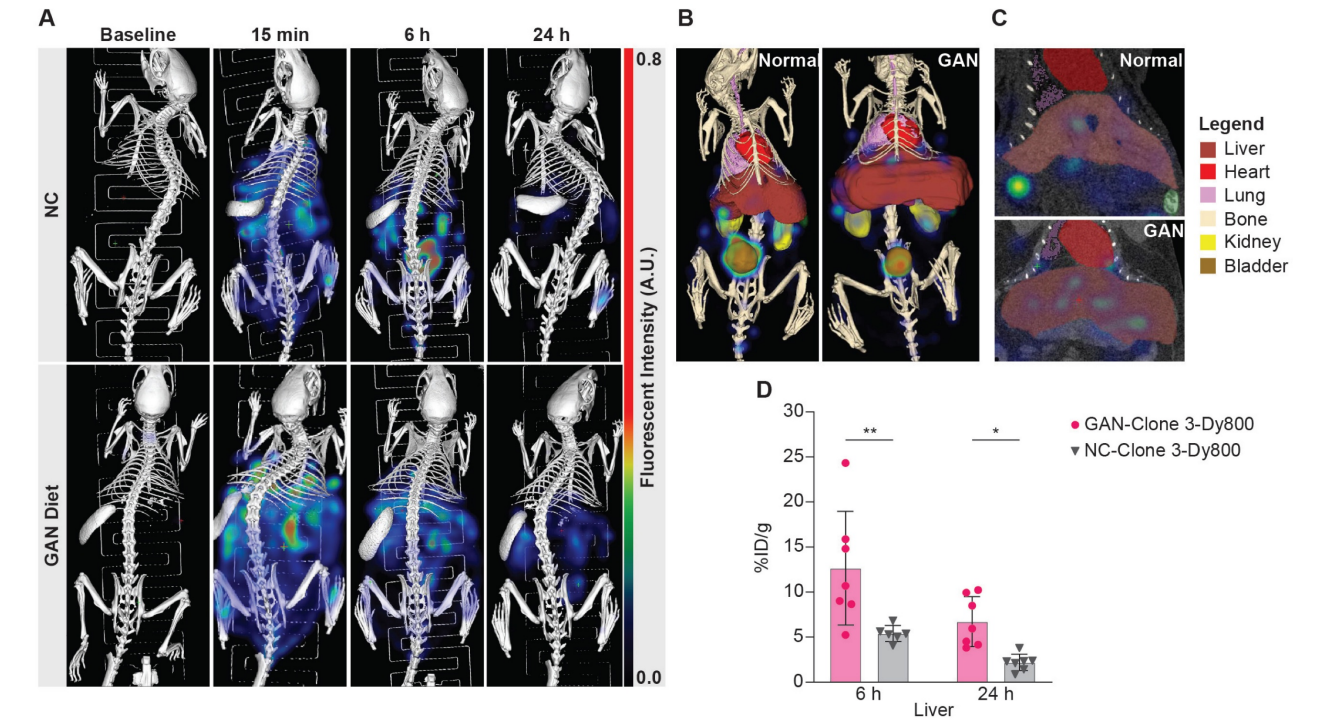 A
Baseline
15 min
6 h
24 h
NC
GAN Diet
0.8
Fluorescent Intensity (A.U.)
0.0
B
Normal
GAN
C
Normal
GAN
Legend
Liver
Heart
Lung
Bone
Kidney
Bladder
D
30
25
20
15
10
5
0
%ID/g
**
*
6 h
24 h
Liver
GAN-Clone 3-Dy800
NC-Clone 3-Dy800